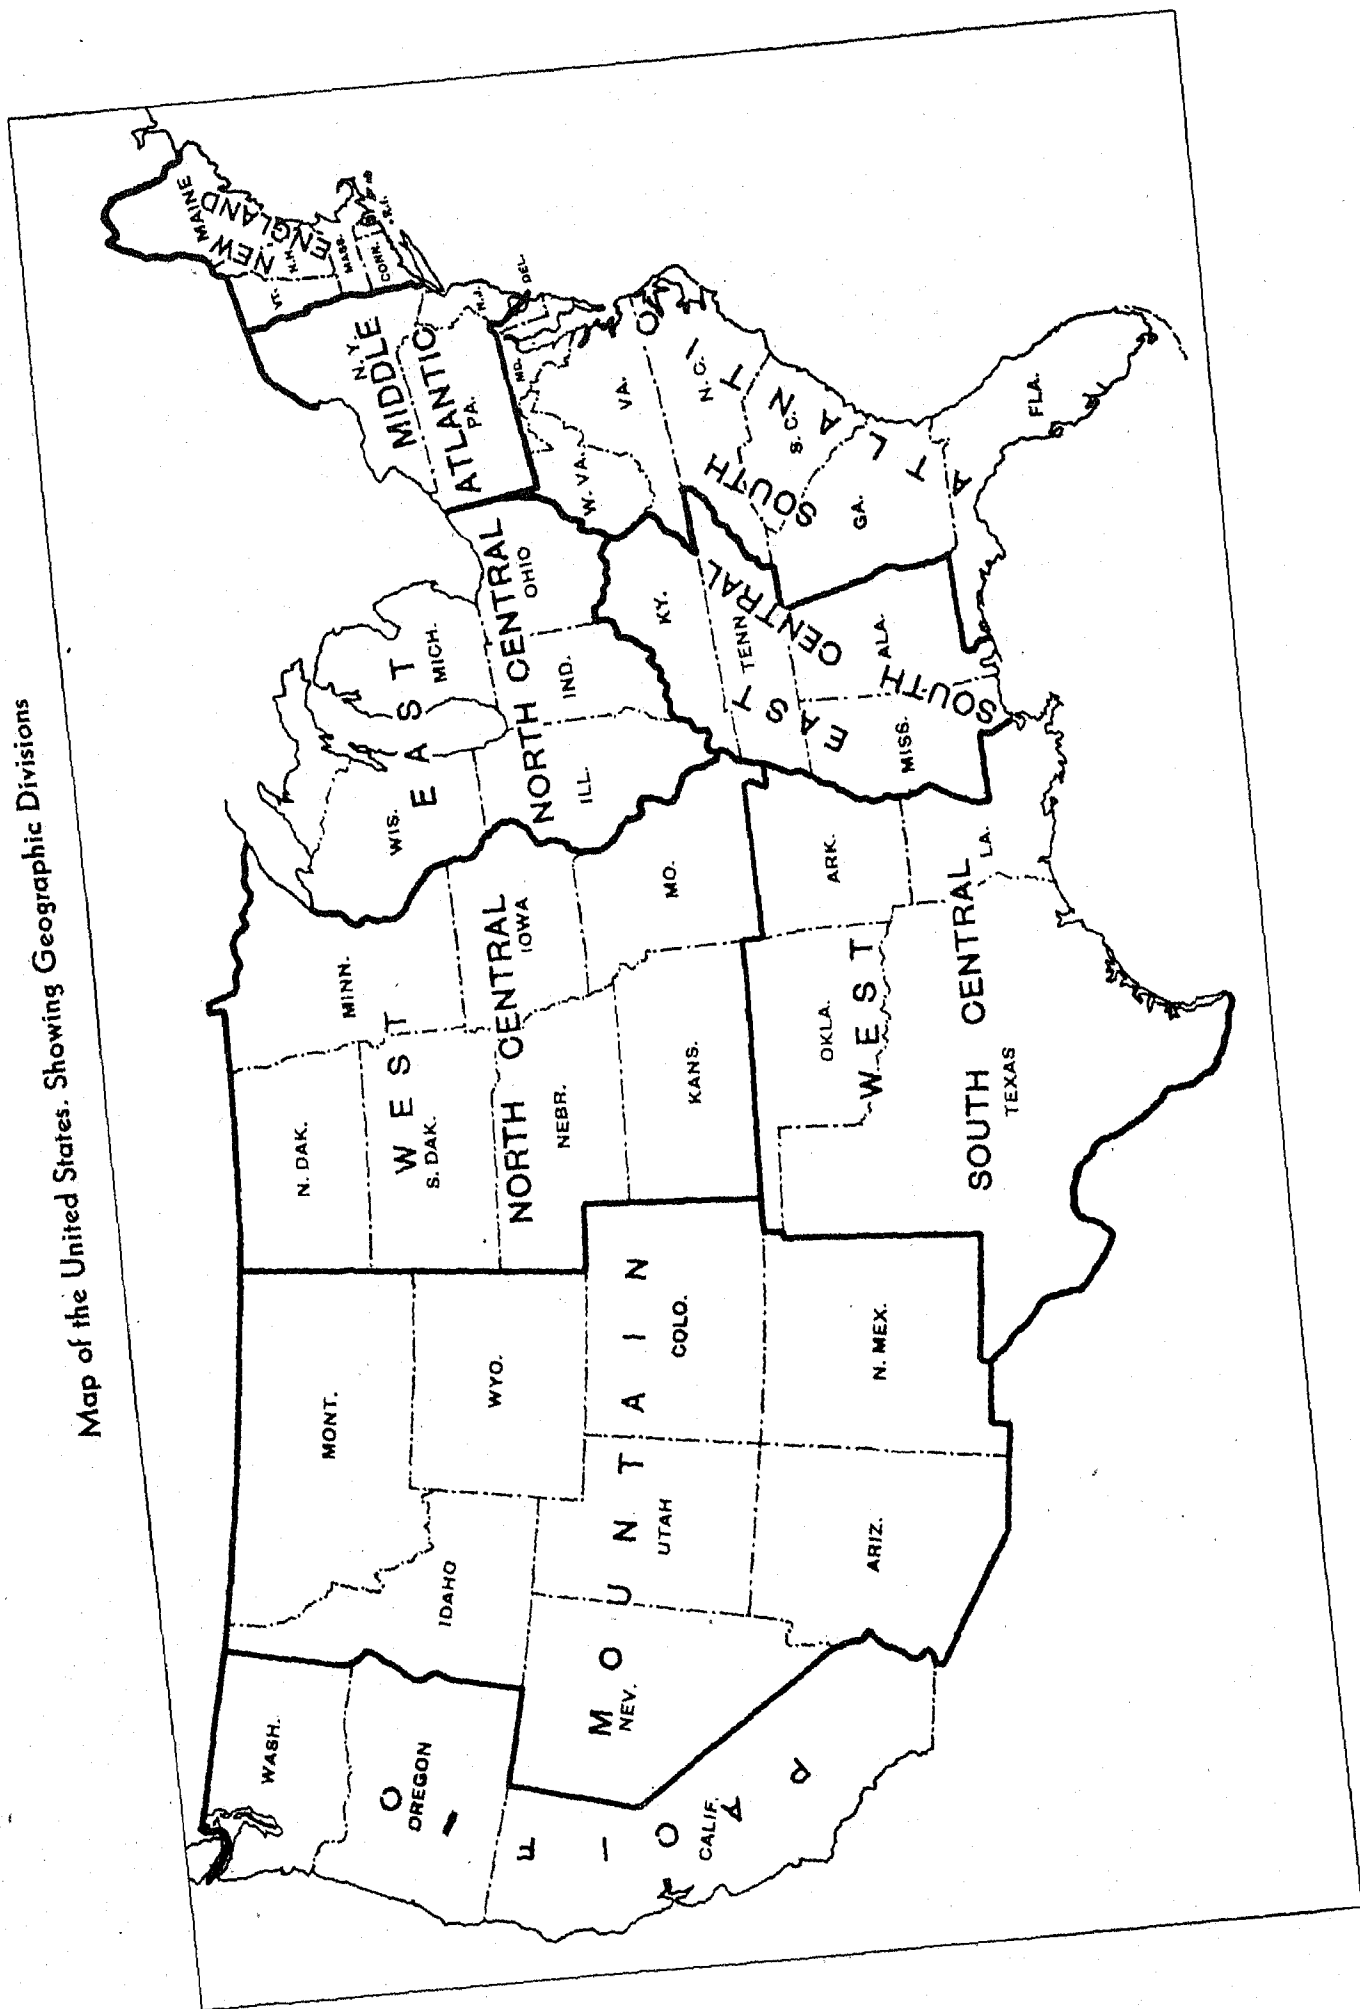 Map of the United States, Showing Geographic Divisions
WASH.
OREGON
CALIF.
PACIFIC
MONT.
IDAHO
WYO.
NEV.
UTAH
COLO.
ARIZ.
N. MEX.
MOUNTAIN
N. DAK.
S. DAK.
MINN.
NEBR.
IOWA
KANS.
MO.
WEST
NORTH CENTRAL
OKLA.
ARK.
TEXAS
LA.
WEST
SOUTH CENTRAL
WIS.
MICH.
ILL.
IND.
OHIO
EAST
NORTH CENTRAL
KY.
TENN.
MISS.
ALA.
EAST
SOUTH CENTRAL
N. Y.
PA.
N.J.
MIDDLE
ATLANTIC
MAINE
VT.
N.H.
MASS.
CONN.
R.I.
NEW
ENGLAND
DEL.
MD.
W. VA.
VA.
N. C.
S. C.
GA.
FLA.
SOUTH
ATLANTIC